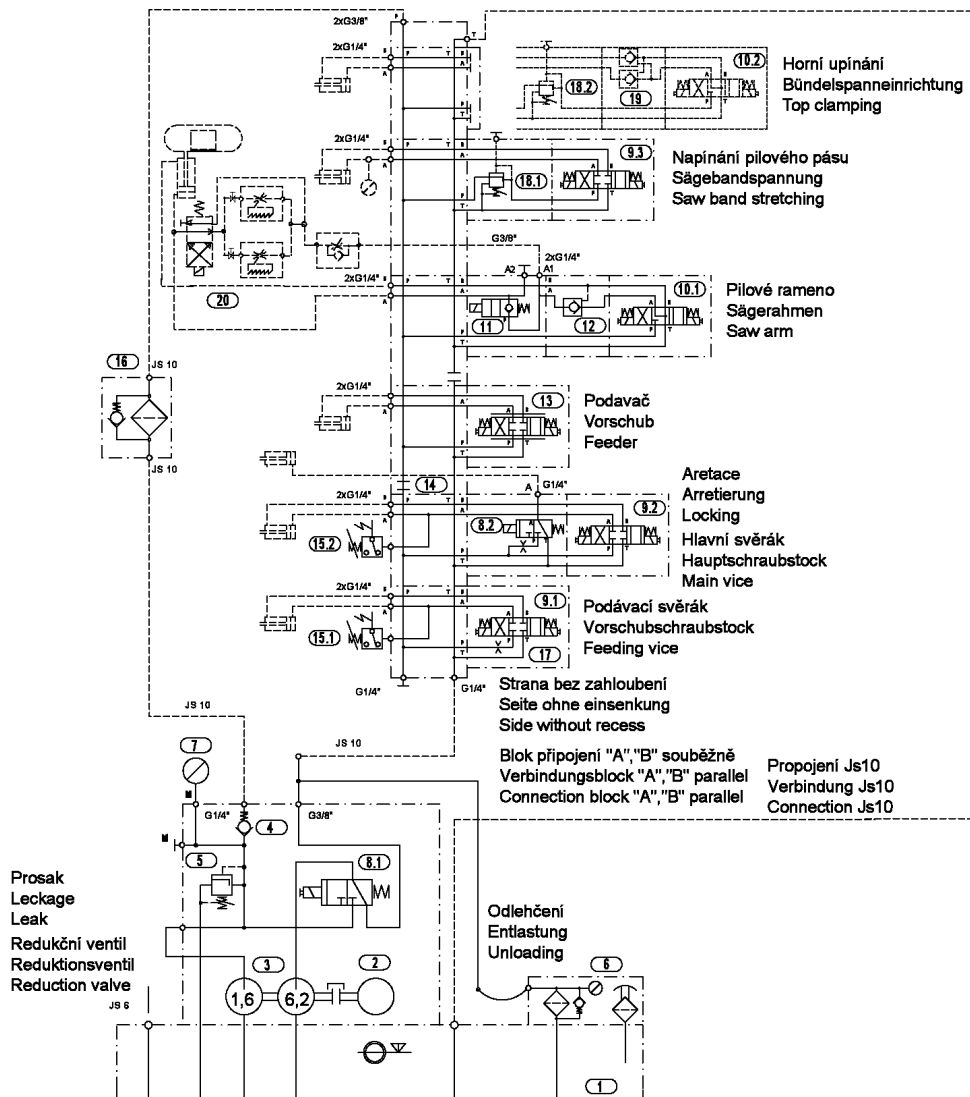 P
T
2xG3/8"
2xG1/4"
B
P
T
B
A
A
18.2
19
A
B
P
T
10.2
Horní upínání
Bündelspanneinrichtung
Top clamping
2xG1/4"
B
P
T
B
A
A
18.1
9.3
A
B
P
T
Napínání pilového pásu
Sägebandspannung
Saw band stretching
G3/8"
2xG1/4"
20
2xG1/4"
B
P
T
B
A
A
A2
A1
11
12
10.1
A
B
P
T
Pilové rameno
Sägerahmen
Saw arm
16
JS 10
JS 10
2xG1/4"
B
P
T
B
A
A
13
A
B
P
T
Podavač
Vorschub
Feeder
14
A
G1/4"
2xG1/4"
B
P
T
B
A
A
8.2
9.2
A
P
T
A
B
P
T
15.2
Aretace
Arretierung
Locking
Hlavní svěrák
Hauptschraubstock
Main vice
2xG1/4"
B
P
T
B
A
A
9.1
A
B
P
T
15.1
17
Podávací svěrák
Vorschubschraubstock
Feeding vice
G1/4"
G1/4"
Strana bez zahloubení
Seite ohne einsenkung
Side without recess
JS 10
JS 10
Blok připojení "A","B" souběžně
Verbindungsblock "A","B" parallel
Connection block "A","B" parallel
Propojení Js10
Verbindung Js10
Connection Js10
7
M
G1/4"
G3/8"
4
M
5
8.1
Prosak
Leckage
Leak
Redukční ventil
Reduktionsventil
Reduction valve
JS 6
3
2
1,6
6,2
Odlehčení
Entlastung
Unloading
6
1